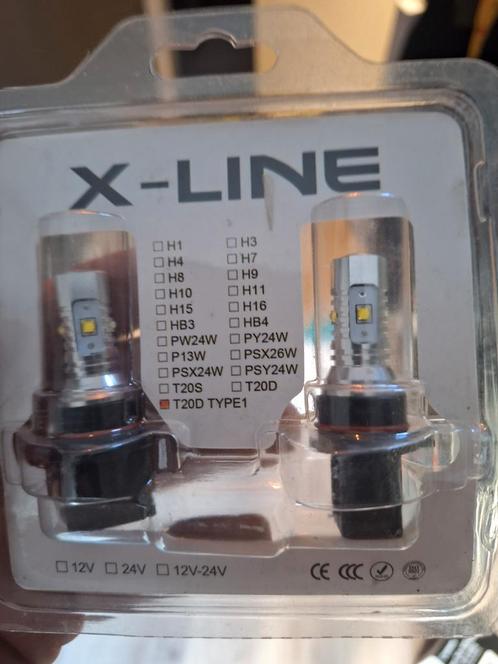 X-LINE
☐ H1 ☐ H3
☐ H4 ☐ H7
☐ H8 ☐ H9
☐ H10 ☐ H11
☐ H15 ☐ H16
☐ HB3 ☐ HB4
☐ PW24W ☐ PY24W
☐ P13W ☐ PSX26W
☐ PSX24W ☐ PSY24W
☐ T20S ☐ T20D
■ T20D TYPE1
☐ 12V ☐ 24V ☐ 12V-24V CE CCC